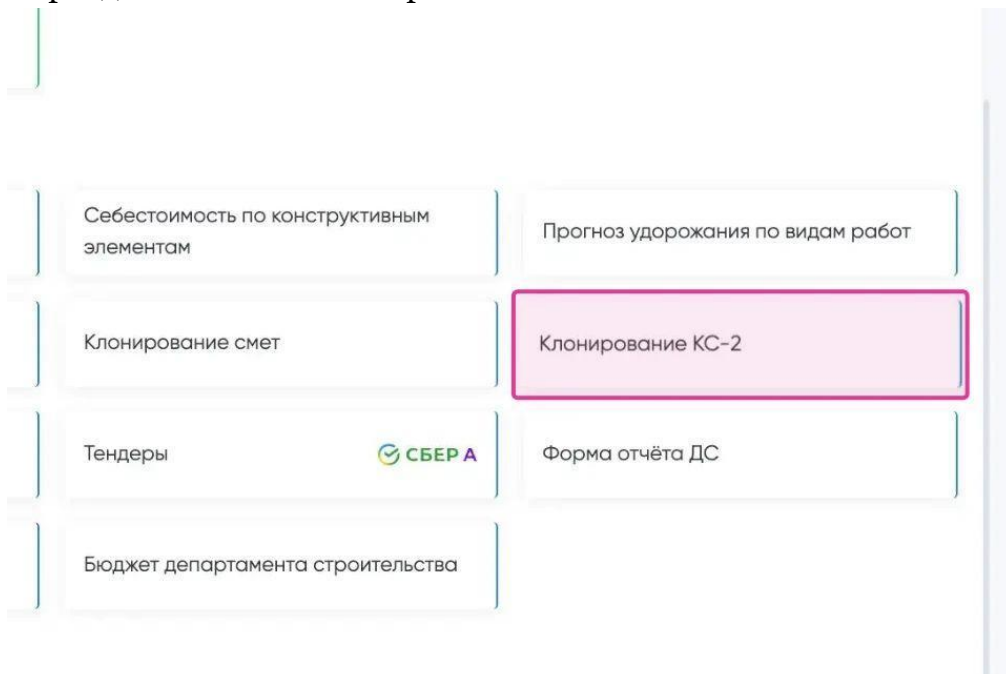 Себестоимость по конструктивным
элементам
Прогноз удорожания по видам работ
Клонирование смет
Клонирование КС-2
Тендеры
СБЕР А
Форма отчёта ДС
Бюджет департамента строительства